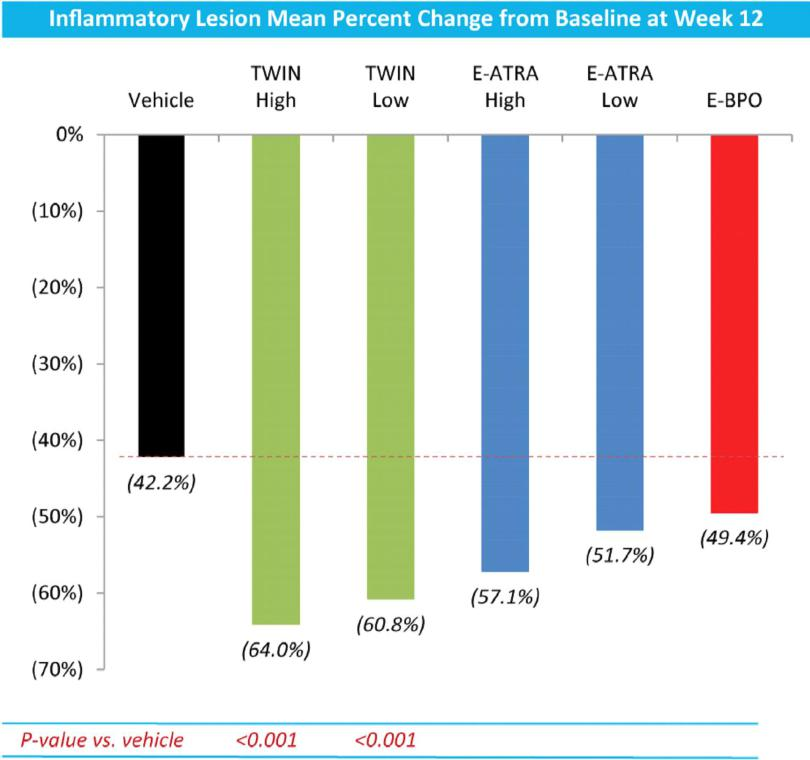 Inflammatory Lesion Mean Percent Change from Baseline at Week 12
Vehicle
TWIN
High
TWIN
Low
E-ATRA
High
E-ATRA
Low
E-BPO
0%
(10%)
(20%)
(30%)
(40%)
(50%)
(60%)
(70%)
(42.2%)
(64.0%)
(60.8%)
(57.1%)
(51.7%)
(49.4%)
P-value vs. vehicle <0.001 <0.001